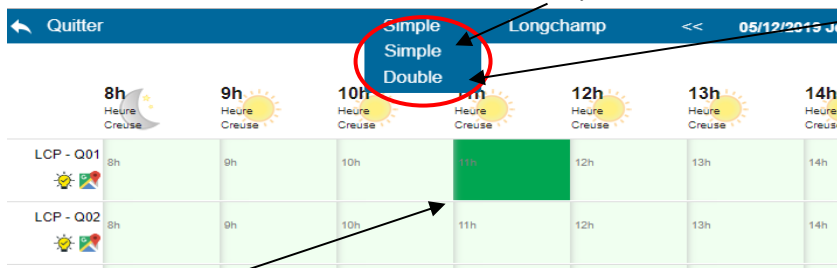 Quitter Simple Longchamp << 05/12/2019
Simple
Double
8h 9h 10h 11h 12h 13h 14h
Heure Heure Heure Heure Heure Heure Heure
Creuse Creuse Creuse Creuse Creuse Creuse
LCP - Q01 8h 9h 10h 11h 12h 13h 14h
LCP - Q02 8h 9h 10h 11h 12h 13h 14h